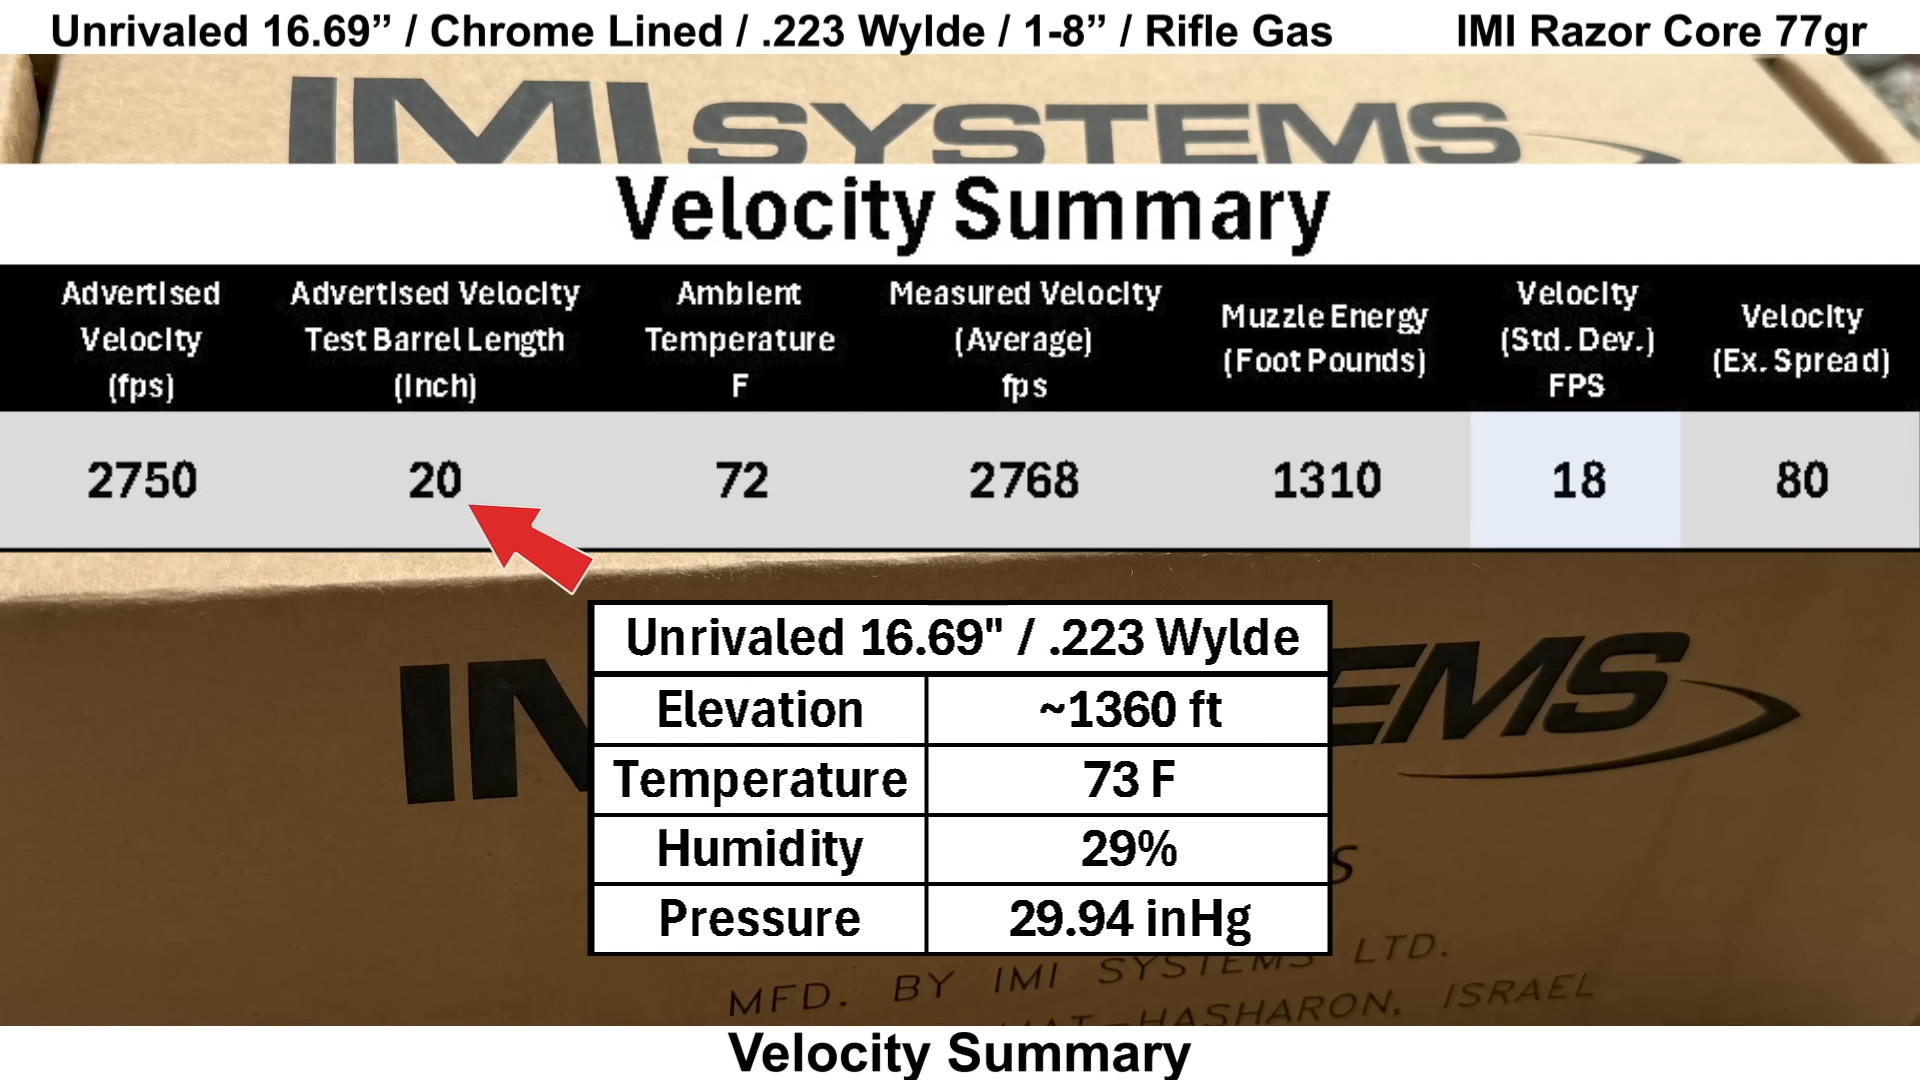 Unrivaled 16.69” / Chrome Lined / .223 Wylde / 1-8” / Rifle Gas IMI Razor Core 77gr
IMI SYSTEMS
Velocity Summary
Advertised Velocity (fps)
Advertised Velocity Test Barrel Length (Inch)
Ambient Temperature F
Measured Velocity (Average) fps
Muzzle Energy (Foot Pounds)
Velocity (Std. Dev.) FPS
Velocity (Ex. Spread)
2750 20 72 2768 1310 18 80
Unrivaled 16.69" / .223 Wylde
Elevation ~1360 ft
Temperature 73 F
Humidity 29%
Pressure 29.94 inHg
EMS
S
MFD. BY IMI SYSTEMS LTD.
HASHARON, ISRAEL
Velocity Summary